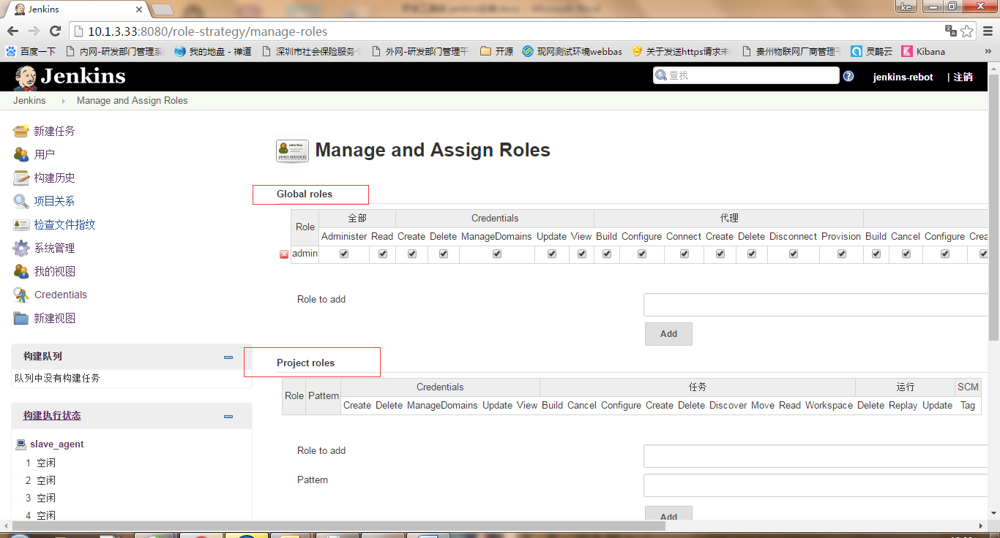 Jenkins
ke
10.1.3.33:8080/role-strategy/manage-roles
百度一下 内网-研发部门管理系 我的地盘 - 禅道 深圳市社会保险服务个 外网-研发部门管理平 开源 现网测试环境webbas 关于发送https请求未 贵州物联网厂商管理平 灵鹊云 Kibana »
Jenkins 查找 ? jenkins-rebot | 注销
Jenkins Manage and Assign Roles
新建任务
用户
构建历史
项目关系
检查文件指纹
系统管理
我的视图
Credentials
新建视图
构建队列
队列中没有构建任务
构建执行状态
slave_agent
1 空闲
2 空闲
3 空闲
4 空闲
Manage and Assign Roles
Global roles
Role 全部 Credentials 代理
Administer Read Create Delete ManageDomains Update View Build Configure Connect Create Delete Disconnect Provision Build Cancel Configure Crea
admin
Role to add
Add
Project roles
Role Pattern Credentials 任务 运行 SCM
Create Delete ManageDomains Update View Build Cancel Configure Create Delete Discover Move Read Workspace Delete Replay Update Tag
Role to add
Pattern
Add